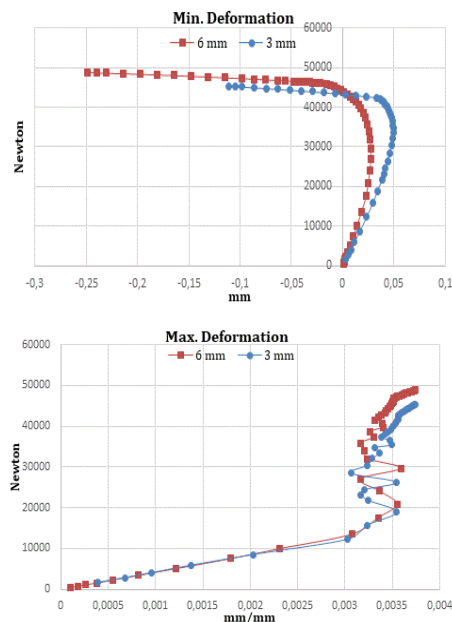 Min. Deformation
6 mm 3 mm
60000
50000
40000
30000
20000
10000
0
Newton
-0,3 -0,25 -0,2 -0,15 -0,1 -0,05 0 0,05 0,1
mm
Max. Deformation
6 mm 3 mm
60000
50000
40000
30000
20000
10000
0
Newton
0 0,0005 0,001 0,0015 0,002 0,0025 0,003 0,0035 0,004
mm/mm